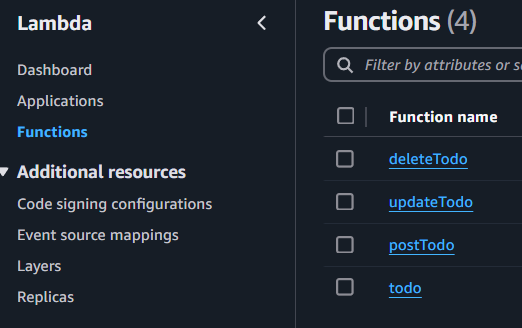 Lambda
Dashboard
Applications
Functions
Additional resources
Code signing configurations
Event source mappings
Layers
Replicas
Functions (4)
Filter by attributes or
Function name
deleteTodo
updateTodo
postTodo
todo